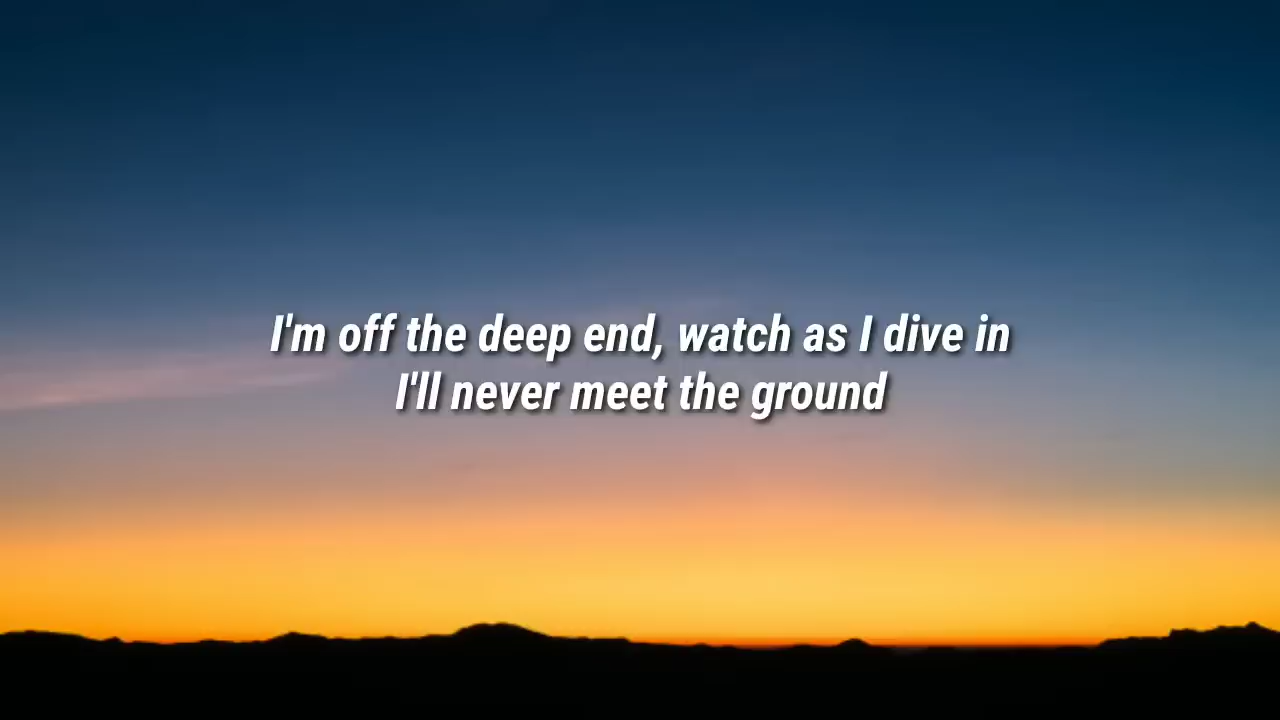 I'm off the deep end, watch as I dive in
I'll never meet the ground